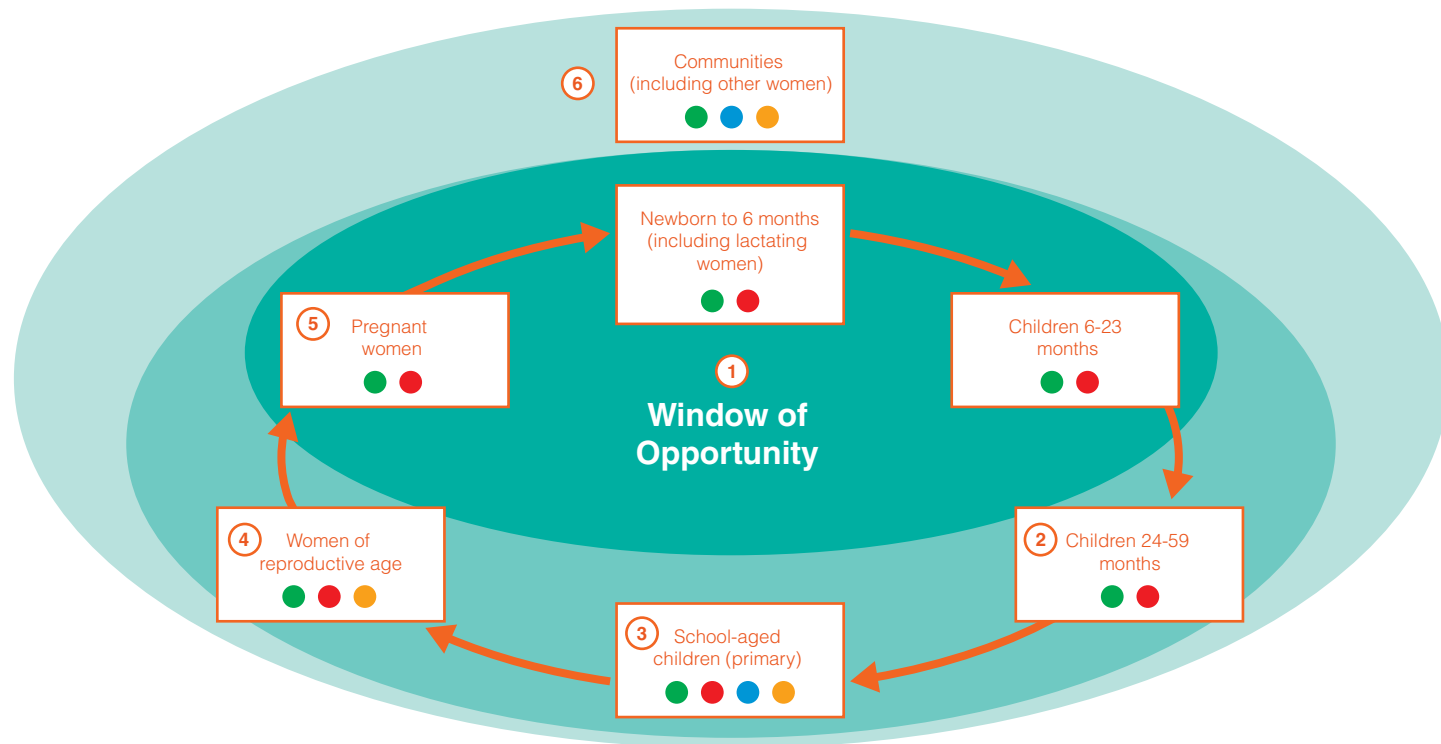 6
Communities
(including other women)
Newborn to 6 months
(including lactating
women)
5
Pregnant
women
Children 6-23
months
1
Window of
Opportunity
4
Women of
reproductive age
2
Children 24-59
months
3
School-aged
children (primary)